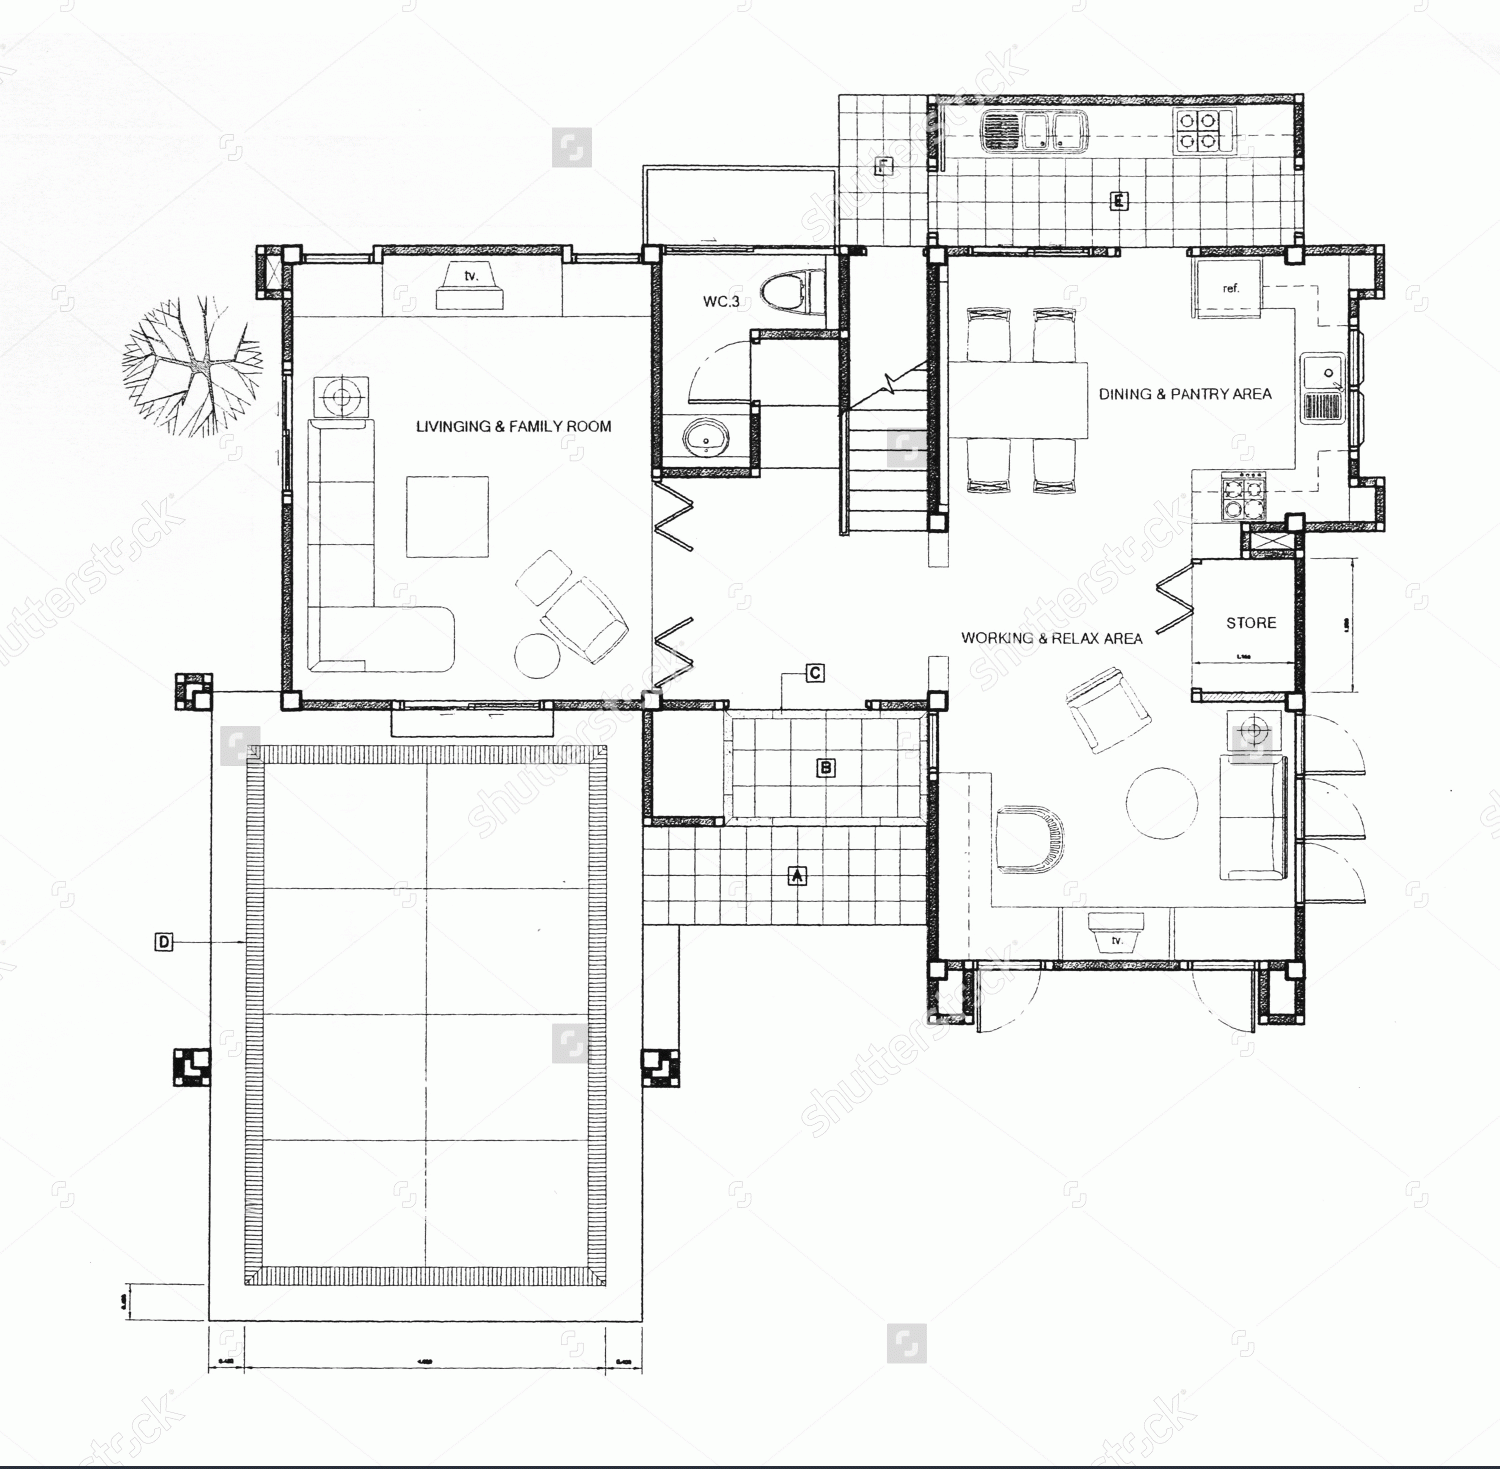 F
E
tv.
WC.3
ref.
DINING & PANTRY AREA
LIVINGING & FAMILY ROOM
STORE
WORKING & RELAX AREA
C
B
A
D
tv.
shutterstock
shutterstock
shutterstock
shutterstock
shutterstock
shutterstock
shutterstock
shutterstock
shutterstock